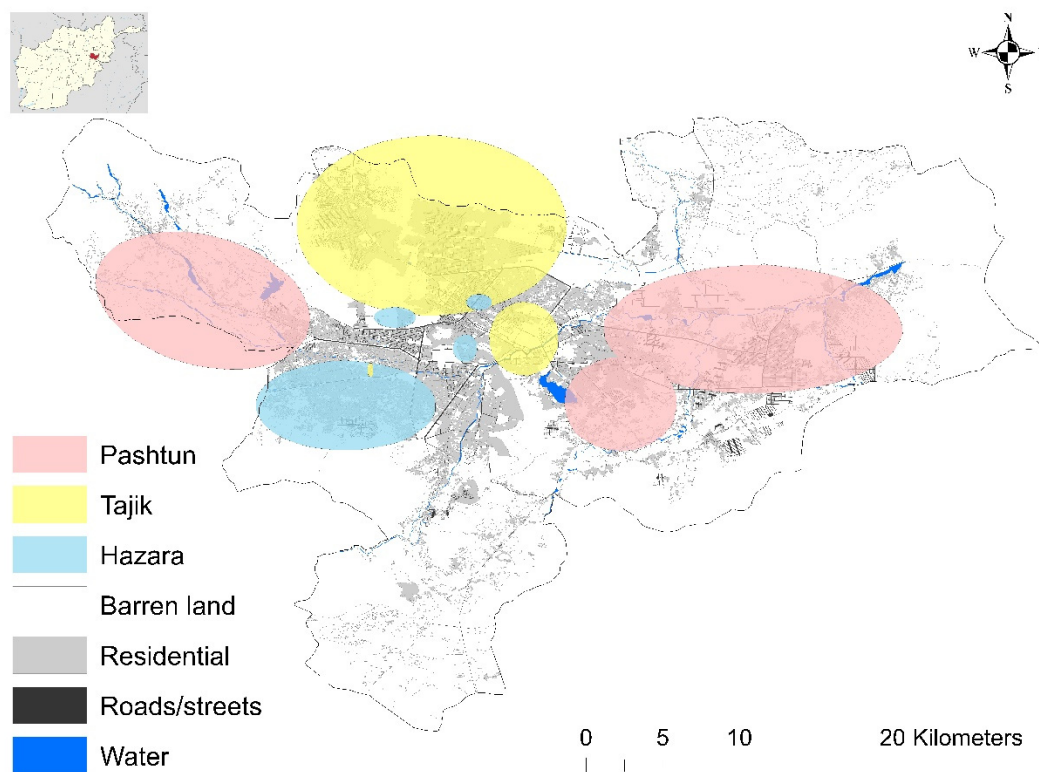 N
W
E
S
Pashtun
Tajik
Hazara
Barren land
Residential
Roads/streets
Water
0 5 10 20 Kilometers